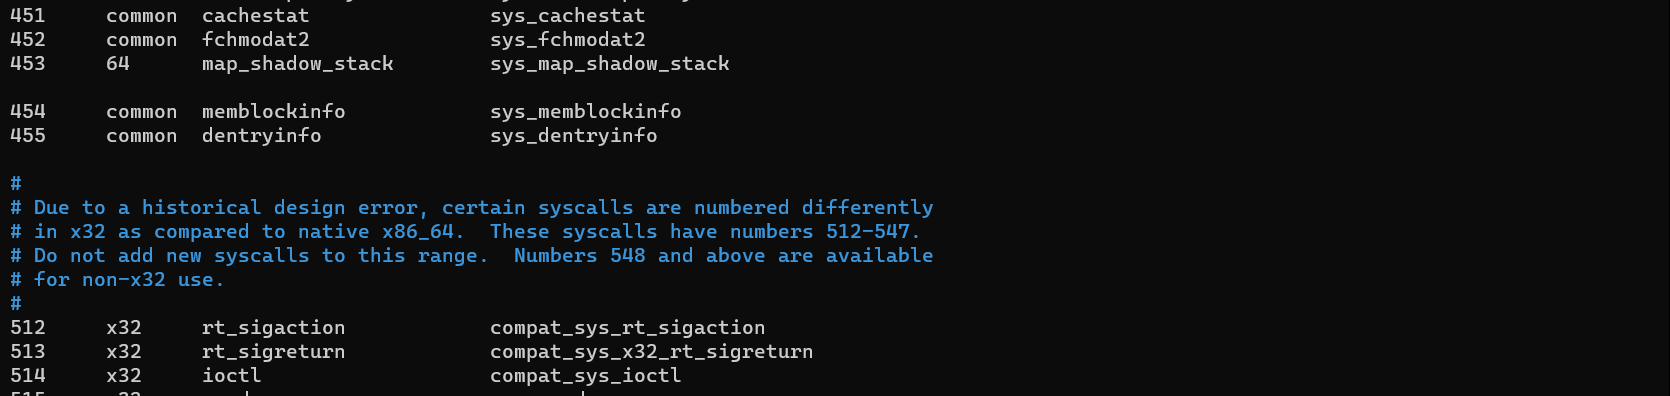 451     common  cachestat               sys_cachestat
452     common  fchmodat2               sys_fchmodat2
453     64      map_shadow_stack        sys_map_shadow_stack
454     common  memblockinfo            sys_memblockinfo
455     common  dentryinfo              sys_dentryinfo
#
# Due to a historical design error, certain syscalls are numbered differently
# in x32 as compared to native x86_64.  These syscalls have numbers 512-547.
# Do not add new syscalls to this range.  Numbers 548 and above are available
# for non-x32 use.
#
512     x32     rt_sigaction            compat_sys_rt_sigaction
513     x32     rt_sigreturn            compat_sys_x32_rt_sigreturn
514     x32     ioctl                   compat_sys_ioctl